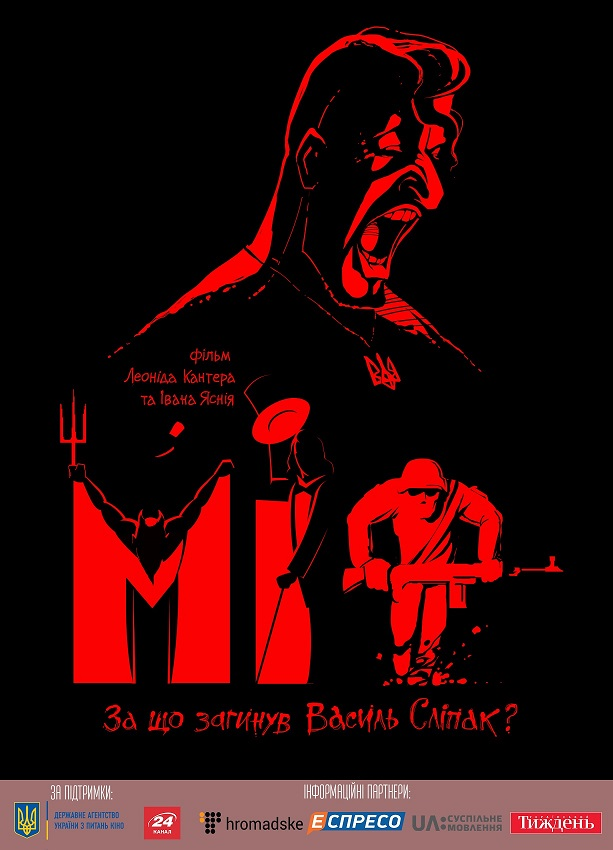 фільм
Леоніда Кантера
та Івана Яснія
МІФ
За що загинув Василь Сліпак?
ЗА ПІДТРИМКИ:
ІНФОРМАЦІЙНІ ПАРТНЕРИ:
ДЕРЖАВНЕ АГЕНТСТВО
УКРАЇНИ З ПИТАНЬ КІНО
24
КАНАЛ
hromadske
ЕСПРЕСО
UA:СУСПІЛЬНЕ
МОВЛЕННЯ
Тиждень